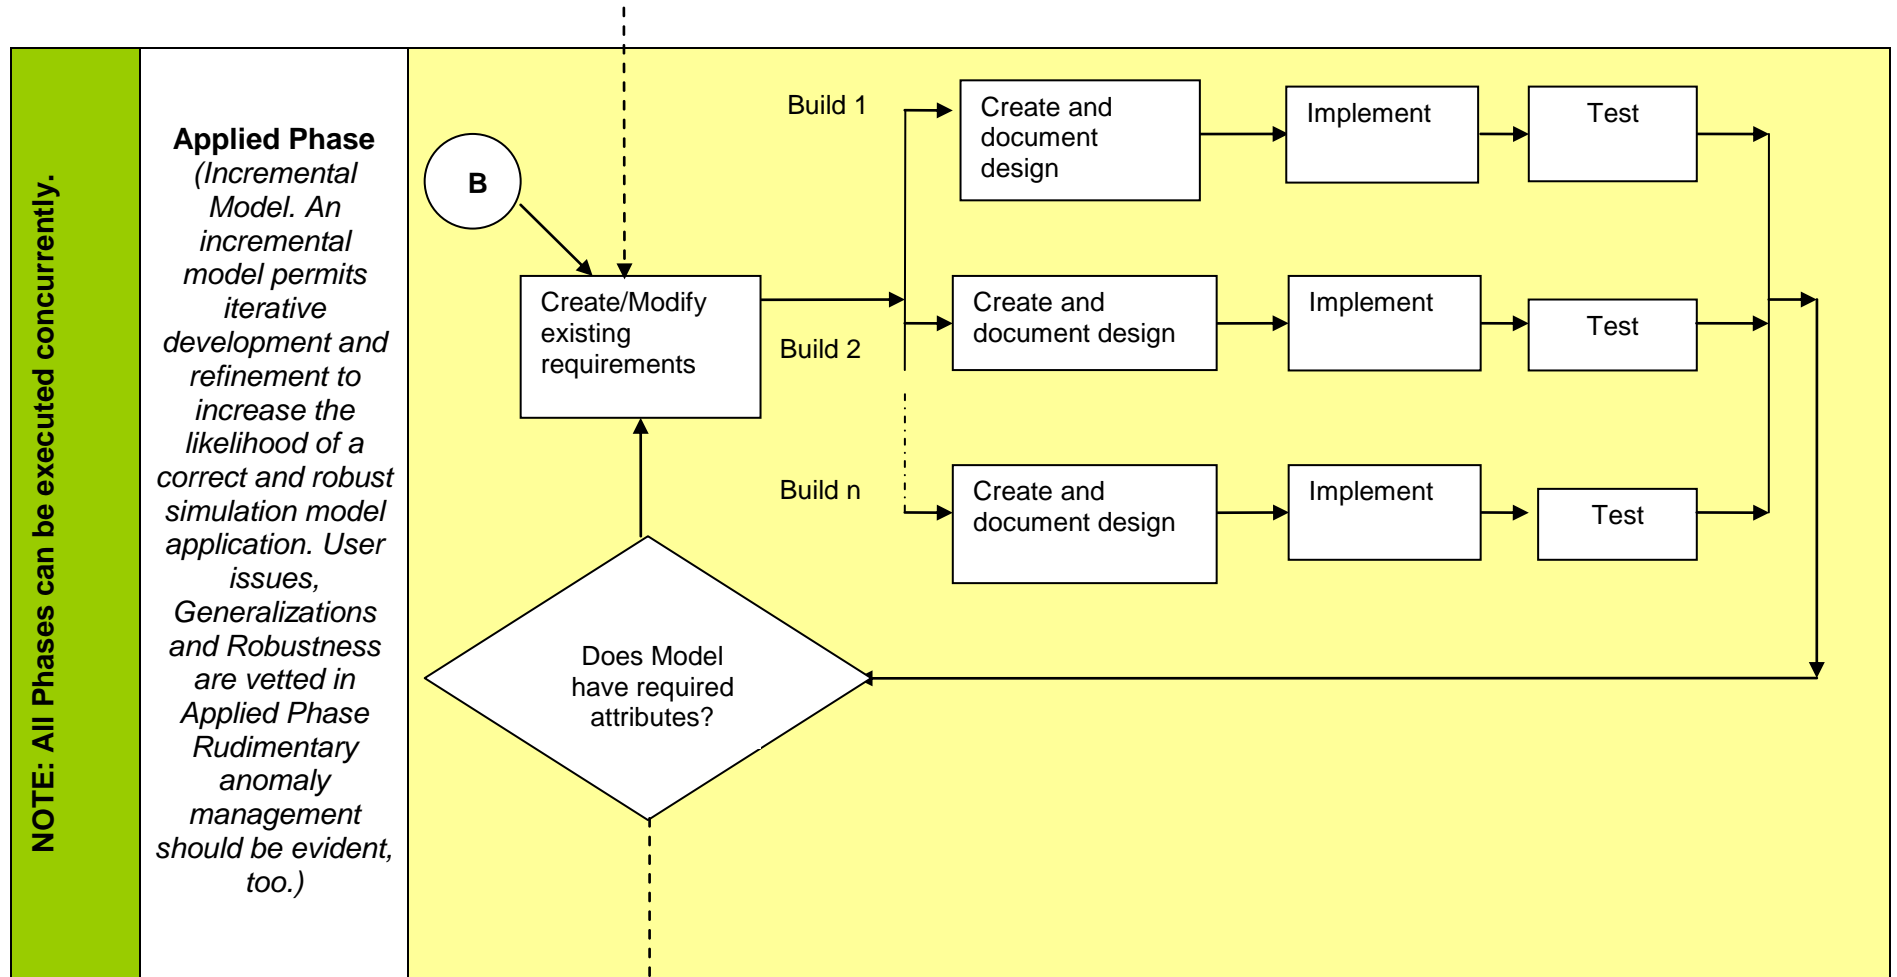 NOTE: All Phases can be executed concurrently.
Applied Phase
(Incremental
Model. An
incremental
model permits
iterative
development and
refinement to
increase the
likelihood of a
correct and robust
simulation model
application. User
issues,
Generalizations
and Robustness
are vetted in
Applied Phase
Rudimentary
anomaly
management
should be evident,
too.)
B
Create/Modify
existing
requirements
Build 1
Create and
document
design
Implement
Test
Build 2
Create and
document design
Implement
Test
Build n
Create and
document design
Implement
Test
Does Model
have required
attributes?